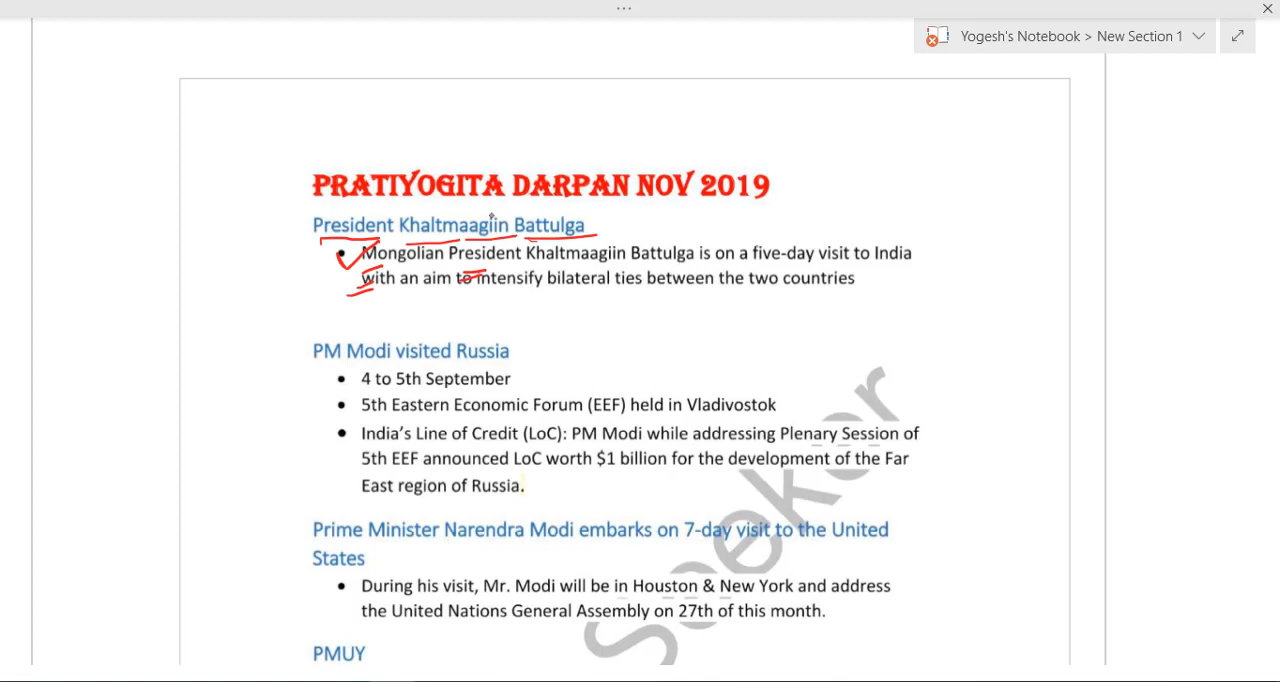 Yogesh's Notebook > New Section 1
PRATIYOGITA DARPAN NOV 2019
President Khaltmaagiin Battulga
• Mongolian President Khaltmaagiin Battulga is on a five-day visit to India
with an aim to intensify bilateral ties between the two countries
PM Modi visited Russia
• 4 to 5th September
• 5th Eastern Economic Forum (EEF) held in Vladivostok
• India's Line of Credit (LoC): PM Modi while addressing Plenary Session of
5th EEF announced LoC worth $1 billion for the development of the Far
East region of Russia.
Prime Minister Narendra Modi embarks on 7-day visit to the United
States
• During his visit, Mr. Modi will be in Houston & New York and address
the United Nations General Assembly on 27th of this month.
PMUY
Seeker